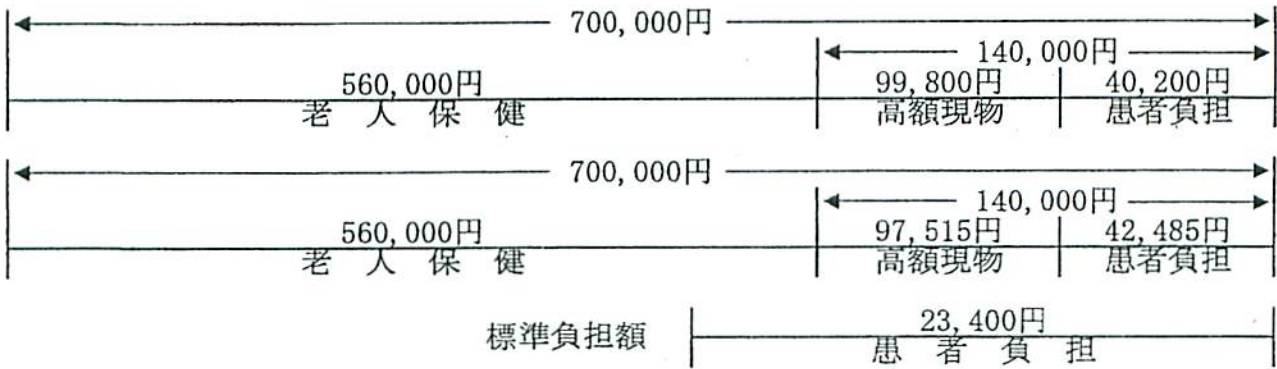 700,000円
140,000円
560,000円 99,800円 40,200円
老人保健 高額現物 患者負担
700,000円
140,000円
560,000円 97,515円 42,485円
老人保健 高額現物 患者負担
標準負担額 23,400円
患者負担